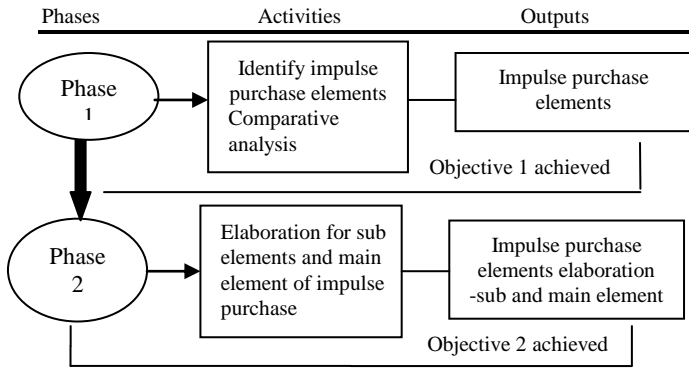 Phases Activities Outputs
Phase
1
Identify impulse
purchase elements
Comparative
analysis
Impulse purchase
elements
Objective 1 achieved
Phase
2
Elaboration for sub
elements and main
element of impulse
purchase
Impulse purchase
elements elaboration
-sub and main element
Objective 2 achieved